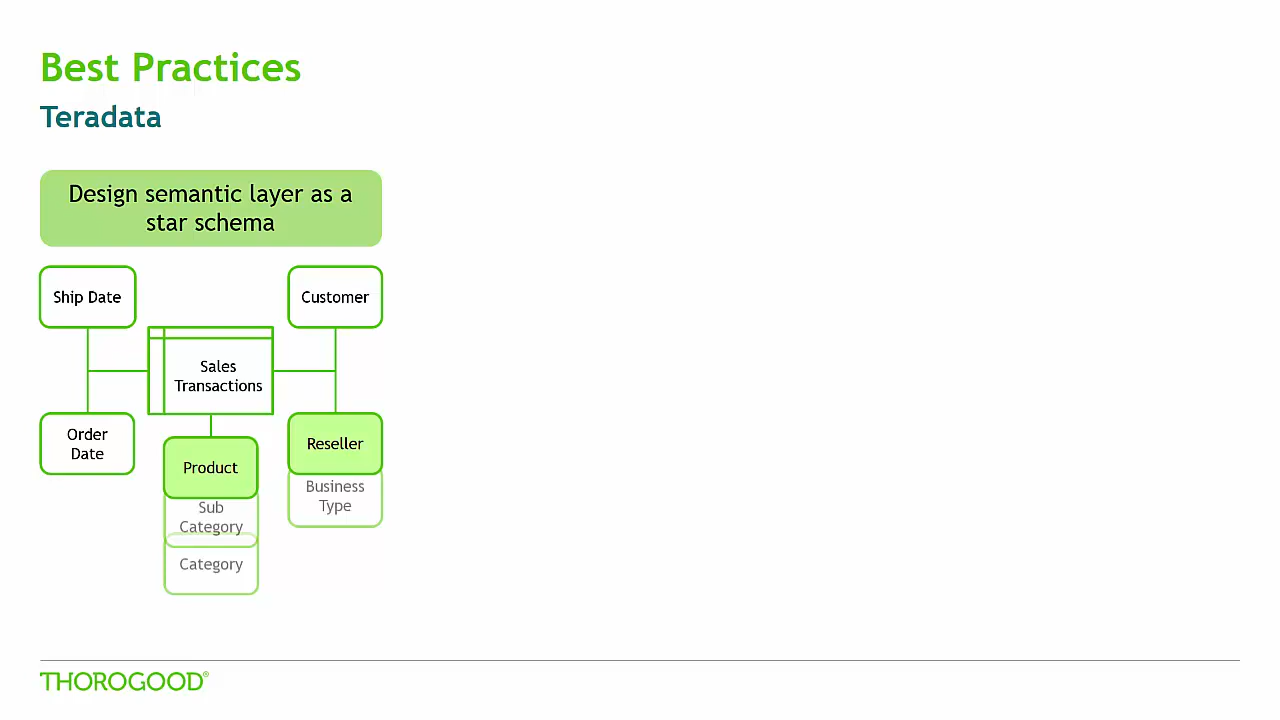 Best Practices
Teradata
Design semantic layer as a
star schema
Ship Date
Customer
Sales
Transactions
Order
Date
Product
Reseller
Business
Type
Sub
Category
Category
THOROGOOD®